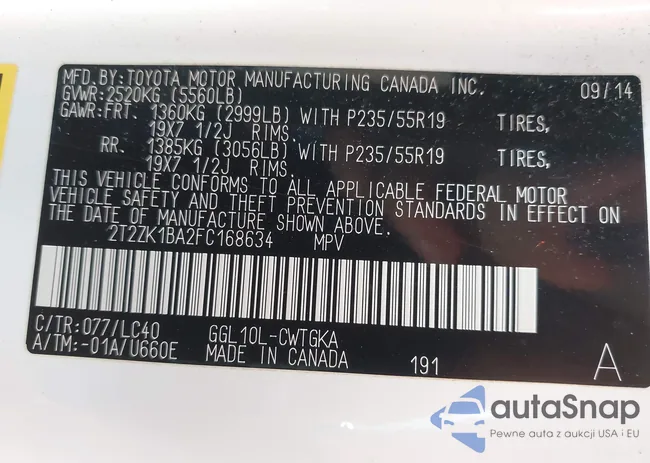 MFD.BY:TOYOTA MOTOR MANUFACTURING CANADA INC. 09/14
GVWR:2520KG (5560LB)
GAWR:FRT. 1360KG (2999LB) WITH P235/55R19 TIRES,
19X7 1/2J RIMS
RR. 1385KG (3056LB) WITH P235/55R19 TIRES,
19X7 1/2J RIMS.
THIS VEHICLE CONFORMS TO ALL APPLICABLE FEDERAL MOTOR
VEHICLE SAFETY AND THEFT PREVENTION STANDARDS IN EFFECT ON
THE DATE OF MANUFACTURE SHOWN ABOVE.
2T2ZK1BA2FC168634 MPV
C/TR:077/LC40 GGL10L-CWTGKA
A/TM:-01A/U660E MADE IN CANADA 191 A
autaSnap
Pewne auta z aukcji USA i EU